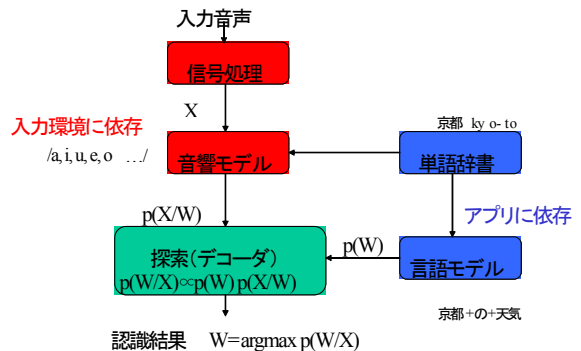 入力音声
信号処理
X
入力環境に依存
/a, i, u, e, o …/
音響モデル
京都 ky o- to
単語辞書
アプリに依存
p(X/W)
p(W)
探索(デコーダ)
p(W/X)∝p(W) p(X/W)
言語モデル
京都+の+天気
認識結果 W=argmax p(W/X)